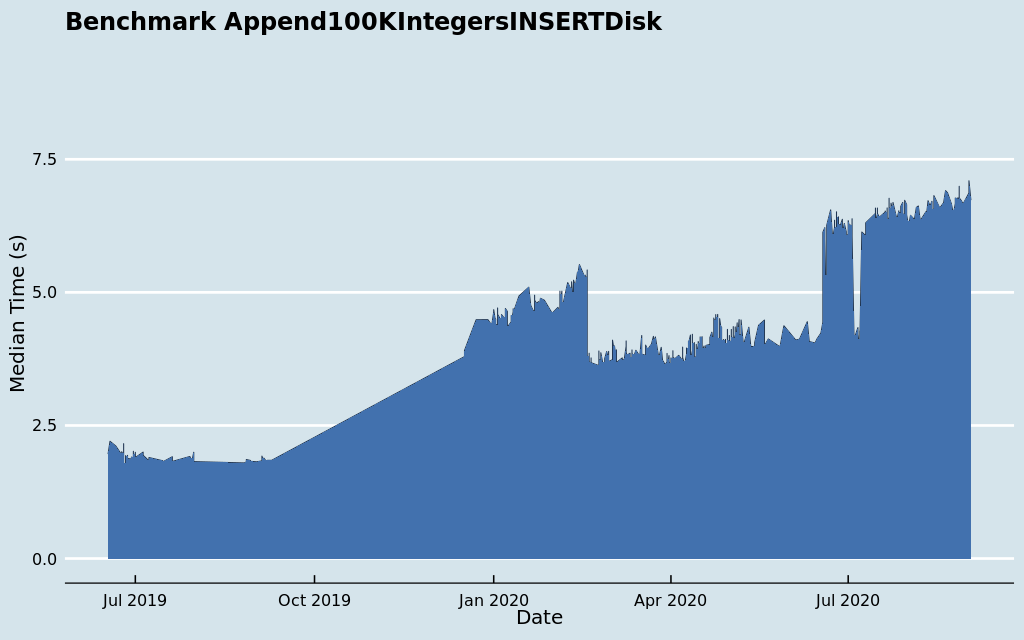 Benchmark Append100KIntegersINSERTDisk
7.5
5.0
2.5
0.0
Median Time (s)
Jul 2019
Oct 2019
Jan 2020
Apr 2020
Jul 2020
Date